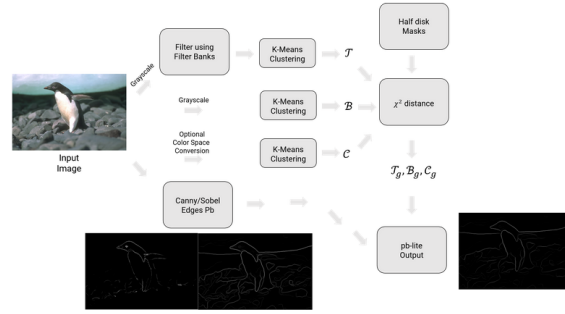 Half disk
Masks
Filter using
Filter Banks
K-Means
Clustering
𝒯
Grayscale
Grayscale
K-Means
Clustering
ℬ
χ² distance
Optional
Color Space
Conversion
K-Means
Clustering
𝒞
Input
Image
𝒯g, ℬg, 𝒞g
Canny/Sobel
Edges Pb
pb-lite
Output